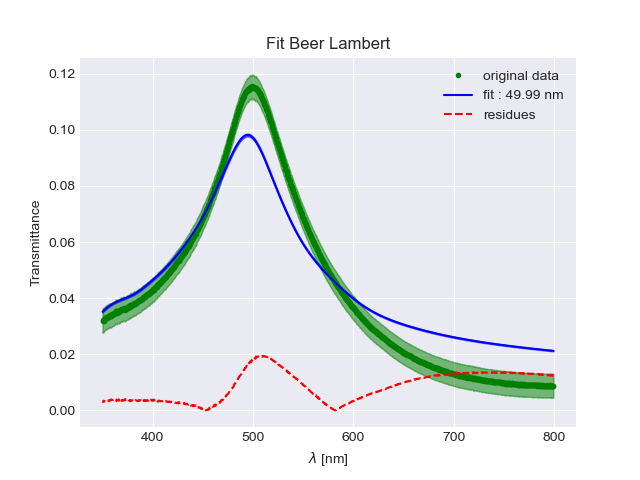 Fit Beer Lambert
original data
fit : 49.99 nm
residues
0.12
0.10
0.08
0.06
0.04
0.02
0.00
Transmittance
400
500
600
700
800
λ [nm]